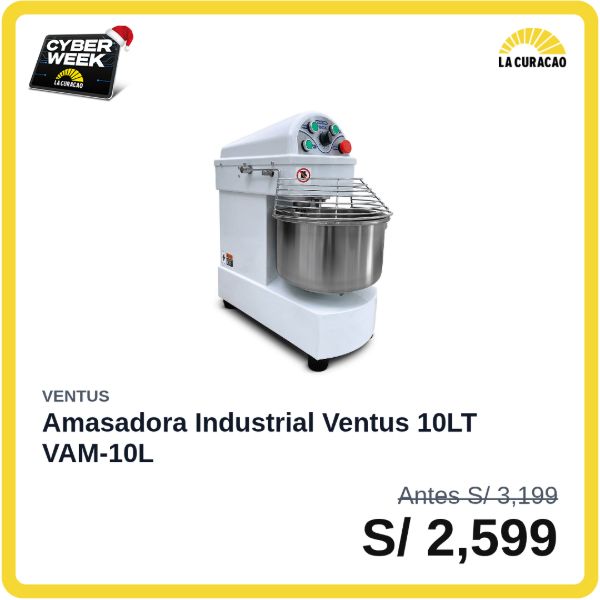 CYBER
WEEK
LA CURACAO
LA CURACAO
VENTUS
Amasadora Industrial Ventus 10LT
VAM-10L
Antes S/ 3,199
S/ 2,599